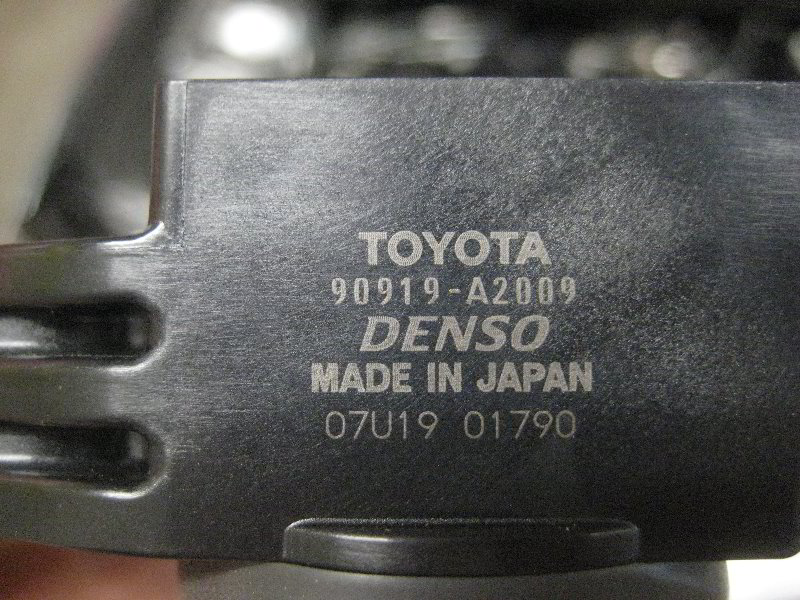 TOYOTA
90919-A2009
DENSO
MADE IN JAPAN
07U19 01790